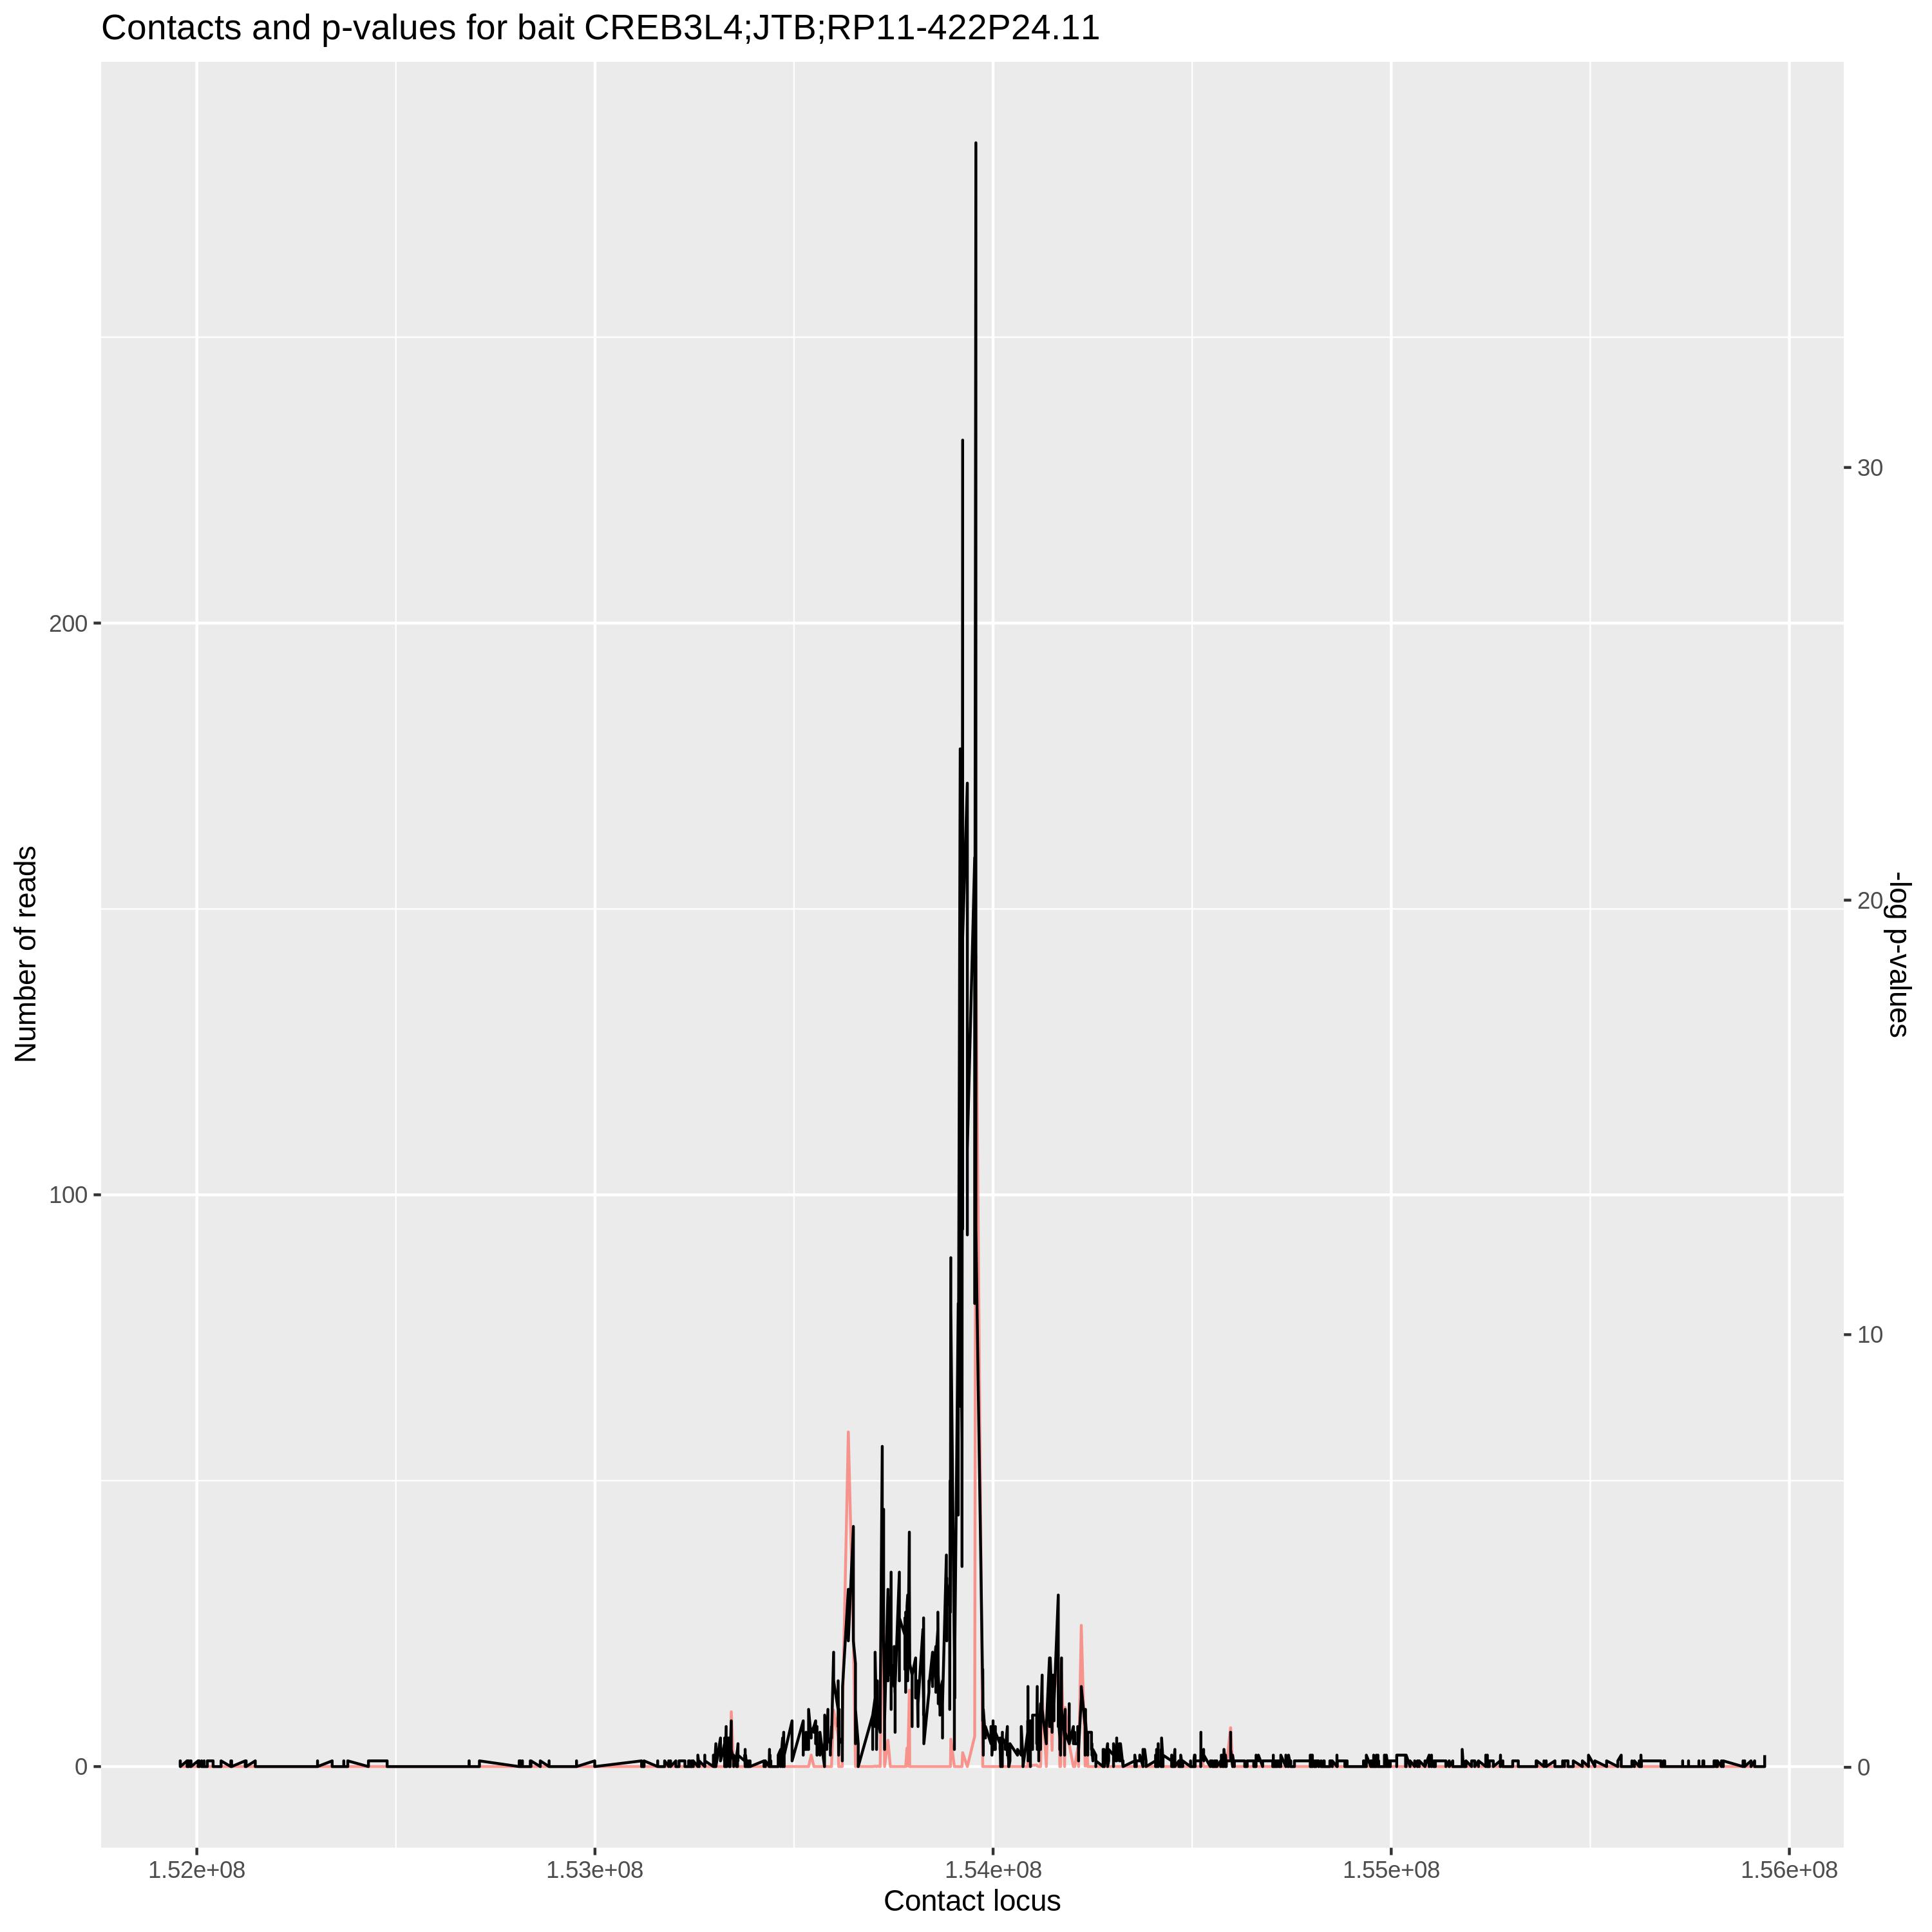 Contacts and p-values for bait CREB3L4;JTB;RP11-422P24.11
Number of reads
200
100
0
30
20
10
0
-log p-values
1.52e+08 1.53e+08 1.54e+08 1.55e+08 1.56e+08
Contact locus